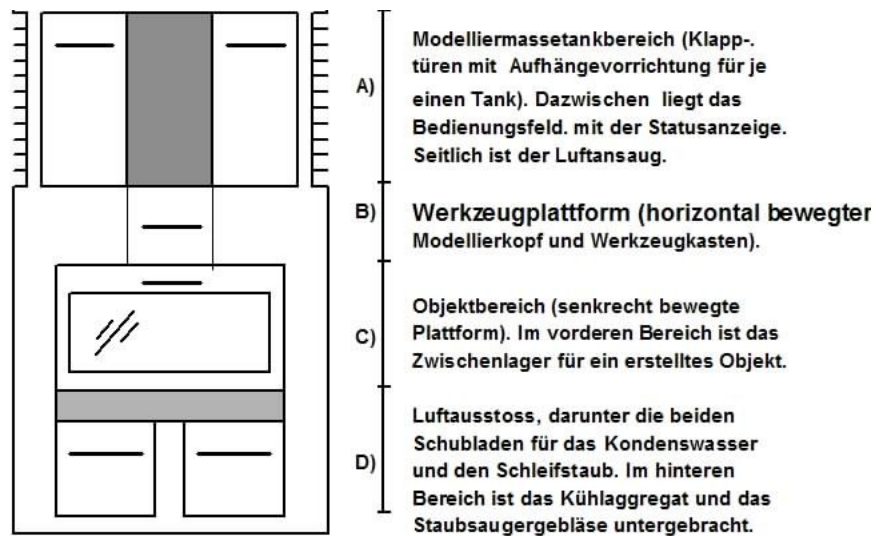 A)
Modelliermassetankbereich (Klapp-.
türen mit Aufhängevorrichtung für je
einen Tank). Dazwischen liegt das
Bedienungsfeld. mit der Statusanzeige.
Seitlich ist der Luftansaug.
B)
Werkzeugplattform (horizontal bewegter
Modellierkopf und Werkzeugkasten).
C)
Objektbereich (senkrecht bewegte
Plattform). Im vorderen Bereich ist das
Zwischenlager für ein erstelltes Objekt.
D)
Luftausstoss, darunter die beiden
Schubladen für das Kondenswasser
und den Schleifstaub. Im hinteren
Bereich ist das Kühlaggregat und das
Staubsaugergebläse untergebracht.